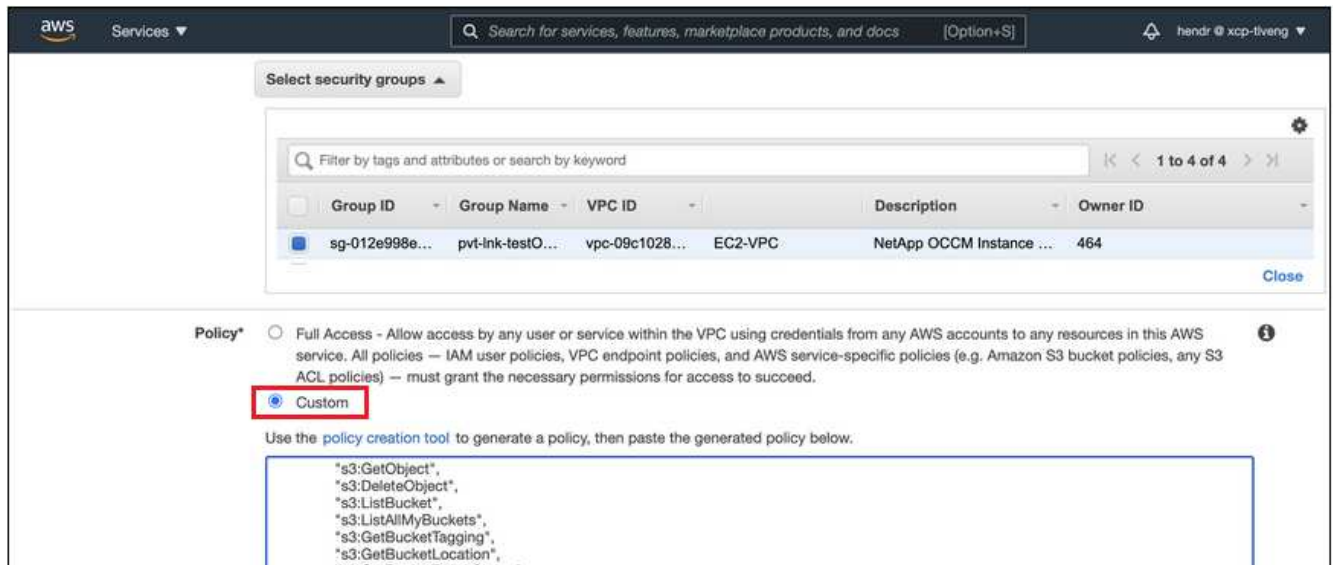 aws Services ▼ Search for services, features, marketplace products, and docs [Option+S] hendr @ xcp-tlveng ▼
Select security groups ▲
Filter by tags and attributes or search by keyword |< < 1 to 4 of 4 > >|
Group ID Group Name VPC ID Description Owner ID
sg-012e998e... pvt-lnk-testO... vpc-09c1028... EC2-VPC NetApp OCCM Instance ... 464
Close
Policy* Full Access - Allow access by any user or service within the VPC using credentials from any AWS accounts to any resources in this AWS
service. All policies — IAM user policies, VPC endpoint policies, and AWS service-specific policies (e.g. Amazon S3 bucket policies, any S3
ACL policies) — must grant the necessary permissions for access to succeed.
Custom
Use the policy creation tool to generate a policy, then paste the generated policy below.
"s3:GetObject",
"s3:DeleteObject",
"s3:ListBucket",
"s3:ListAllMyBuckets",
"s3:GetBucketTagging",
"s3:GetBucketLocation",